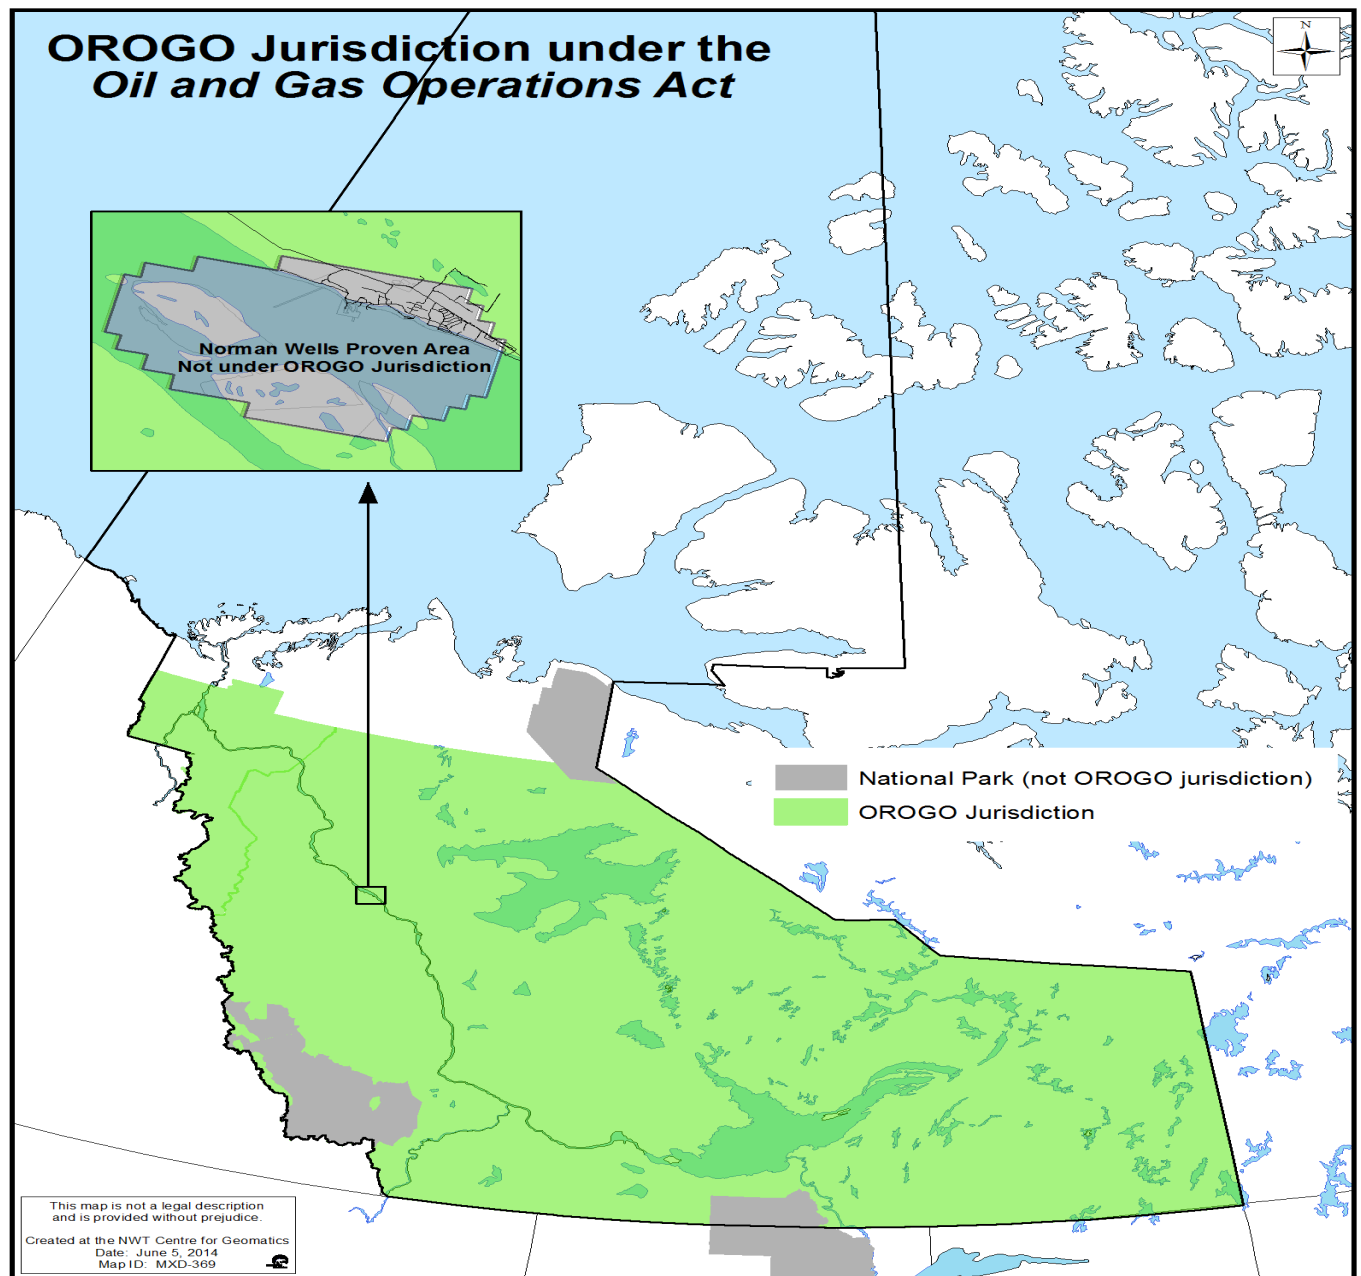 OROGO Jurisdiction under the
Oil and Gas Operations Act
N
Norman Wells Proven Area
Not under OROGO Jurisdiction
National Park (not OROGO jurisdiction)
OROGO Jurisdiction
This map is not a legal description
and is provided without prejudice.
Created at the NWT Centre for Geomatics
Date: June 5, 2014
Map ID: MXD-369